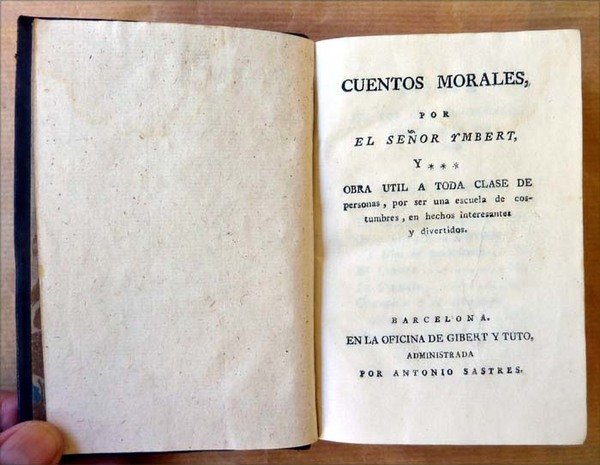 CUENTOS MORALES,
POR
EL SEÑOR YMBERT,
Y ***
OBRA UTIL A TODA CLASE DE
personas, por ser una escuela de cos-
tumbres, en hechos interesantes
y divertidos.
BARCELONA.
EN LA OFICINA DE GIBERT Y TUTO,
ADMINISTRADA
POR ANTONIO SASTRES.